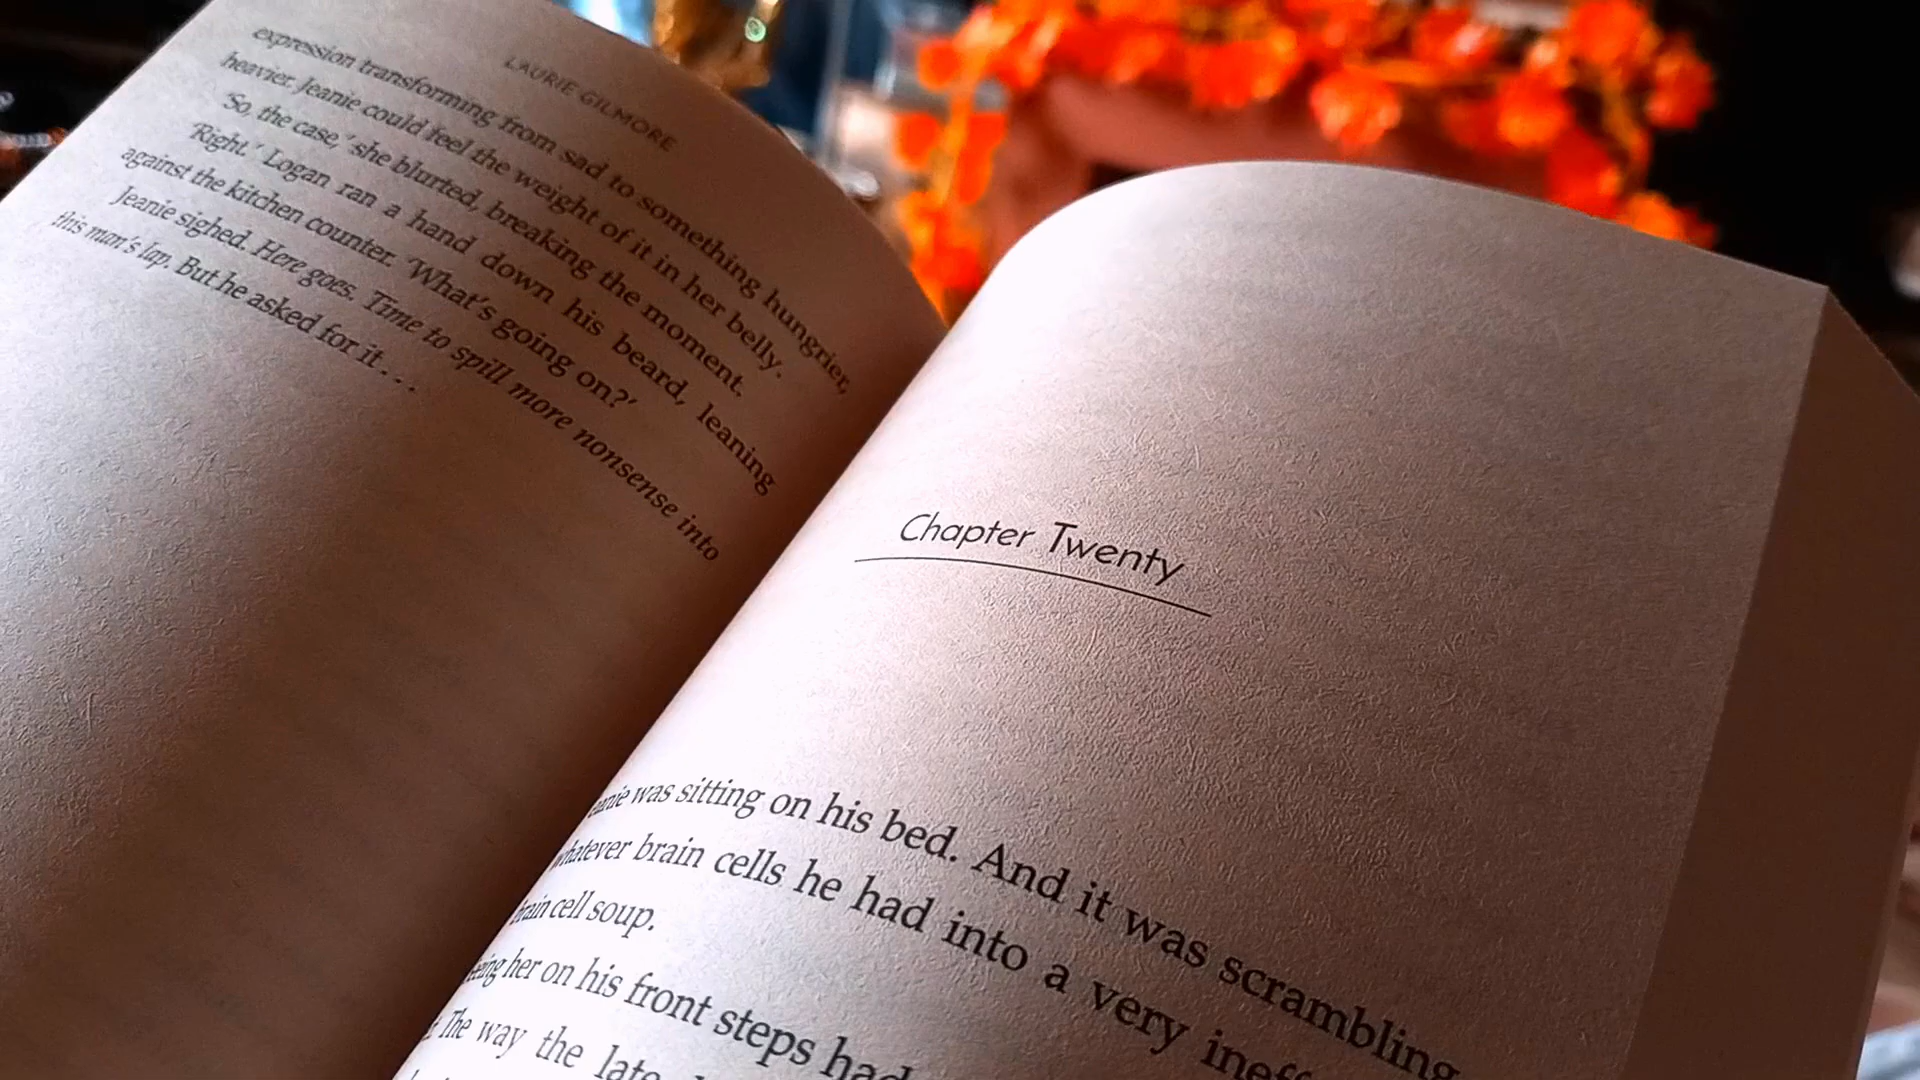 LAURIE GILMORE
expression transforming from sad to something hungrier,
heavier. Jeanie could feel the weight of it in her belly.
'So, the case,' she blurted, breaking the moment.
'Right.' Logan ran a hand down his beard, leaning
against the kitchen counter. 'What's going on?'
Jeanie sighed. Here goes. Time to spill more nonsense into
this man's lap. But he asked for it . . .
Chapter Twenty
was sitting on his bed. And it was scrambling
whatever brain cells he had into a very
brain cell soup.
her on his front steps had
The way the late